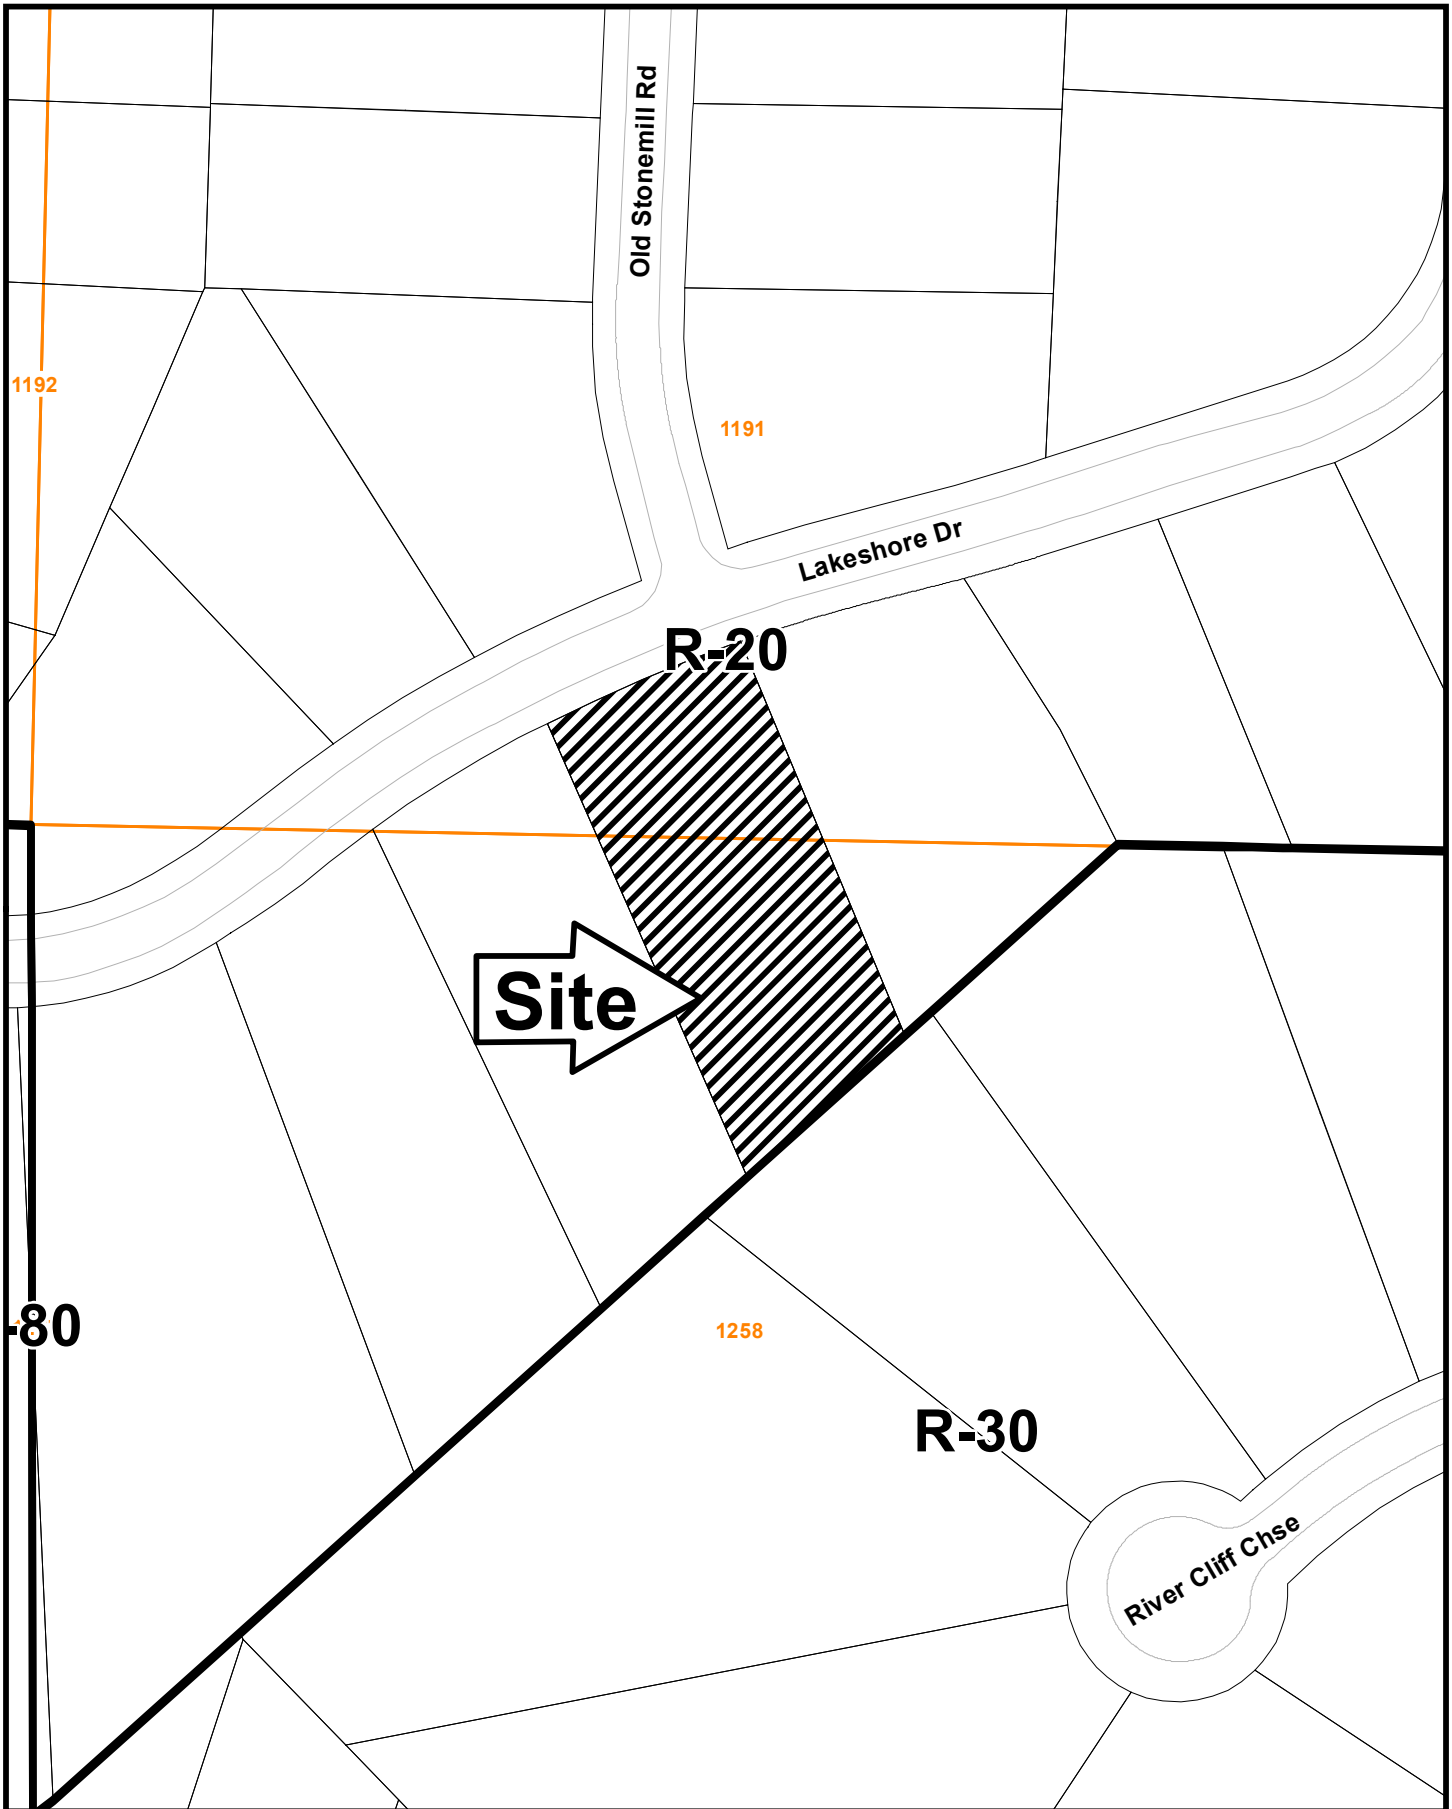 Old Stonemill Rd
1192
1191
Lakeshore Dr
R-20
Site
-80
1258
R-30
River Cliff Chse